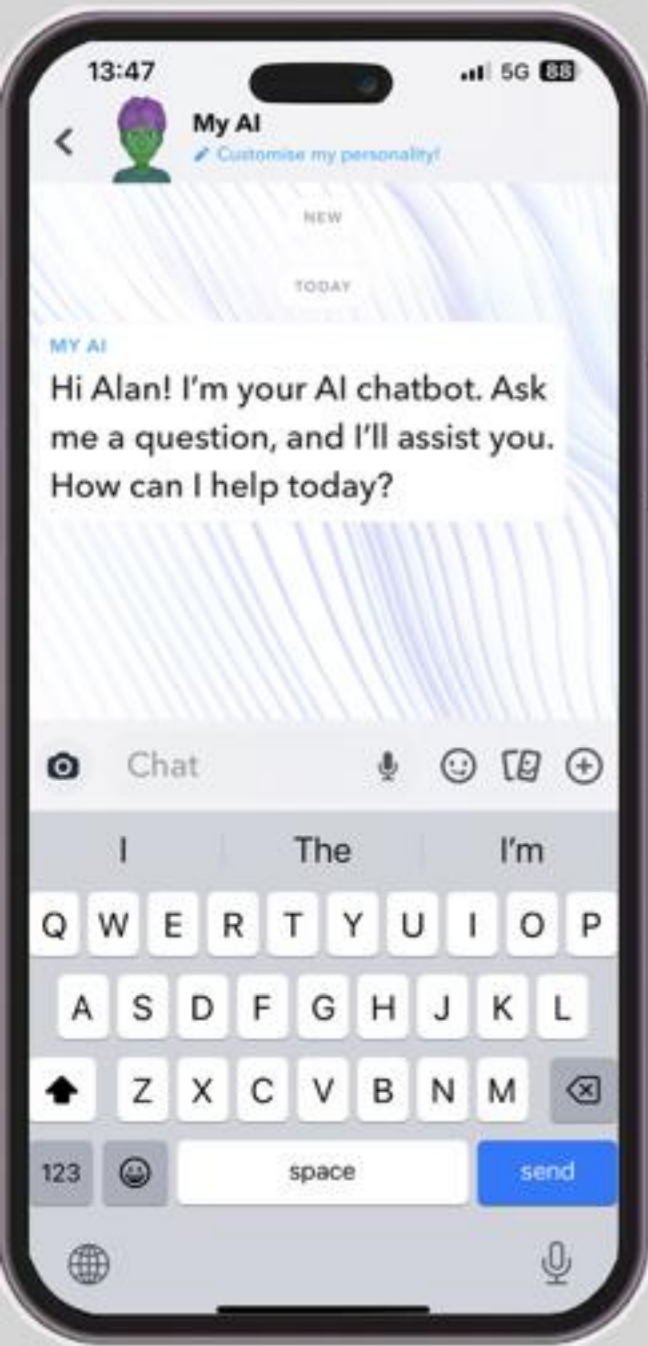 13:47 5G 88
My AI
Customise my personality!
NEW
TODAY
MY AI
Hi Alan! I'm your AI chatbot. Ask
me a question, and I'll assist you.
How can I help today?
Chat
I The I'm
Q W E R T Y U I O P
A S D F G H J K L
Z X C V B N M
123 space send